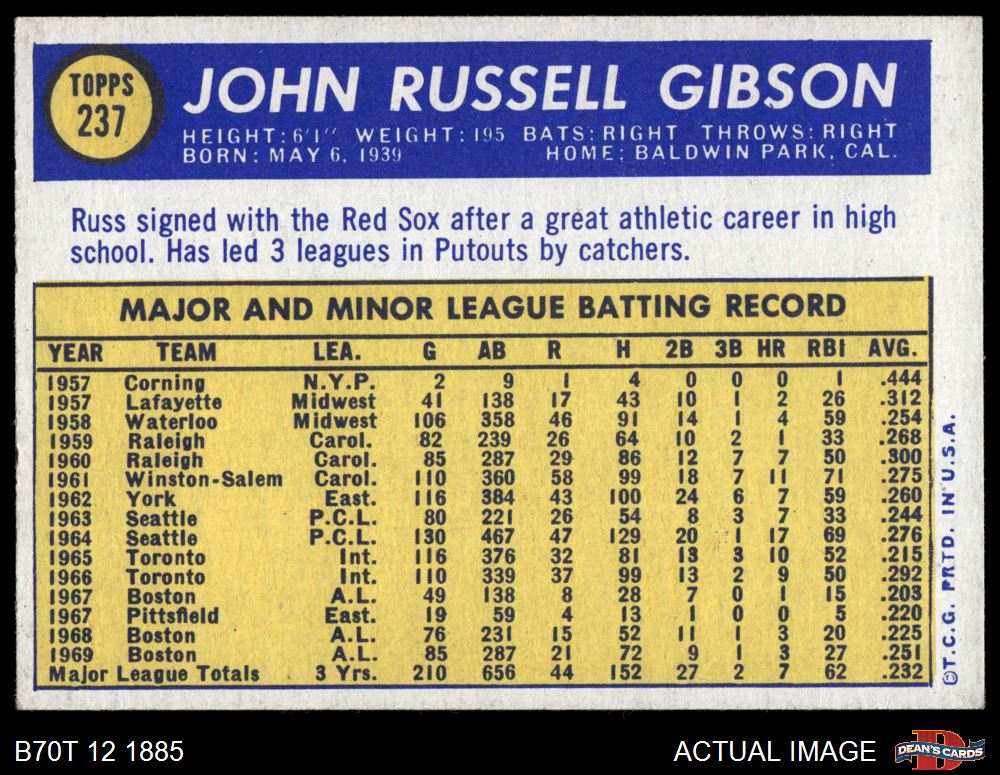 TOPPS
237
JOHN RUSSELL GIBSON
HEIGHT: 6'1" WEIGHT: 195 BATS: RIGHT THROWS: RIGHT
BORN: MAY 6, 1939 HOME: BALDWIN PARK, CAL.
Russ signed with the Red Sox after a great athletic career in high
school. Has led 3 leagues in Putouts by catchers.
MAJOR AND MINOR LEAGUE BATTING RECORD
YEAR TEAM LEA. G AB R H 2B 3B HR RBI AVG.
1957 Corning N.Y.P. 2 9 1 4 0 0 0 1 .444
1957 Lafayette Midwest 41 138 17 43 10 1 2 26 .312
1958 Waterloo Midwest 106 358 46 91 14 1 4 59 .254
1959 Raleigh Carol. 82 239 26 64 10 2 1 33 .268
1960 Raleigh Carol. 85 287 29 86 12 7 7 50 .300
1961 Winston-Salem Carol. 110 360 58 99 18 7 11 71 .275
1962 York East. 116 384 43 100 24 6 7 59 .260
1963 Seattle P.C.L. 80 221 26 54 8 3 7 33 .244
1964 Seattle P.C.L. 130 467 47 129 20 1 17 69 .276
1965 Toronto Int. 116 376 32 81 13 3 10 52 .215
1966 Toronto Int. 110 339 37 99 13 2 9 50 .292
1967 Boston A.L. 49 138 8 28 7 0 1 15 .203
1967 Pittsfield East. 19 59 4 13 1 0 0 5 .220
1968 Boston A.L. 76 231 15 52 11 1 3 20 .225
1969 Boston A.L. 85 287 21 72 9 1 3 27 .251
Major League Totals 3 Yrs. 210 656 44 152 27 2 7 62 .232
©T.C.G. PRTD. IN U.S.A.
B70T 12 1885
ACTUAL IMAGE
DEAN'S CARDS